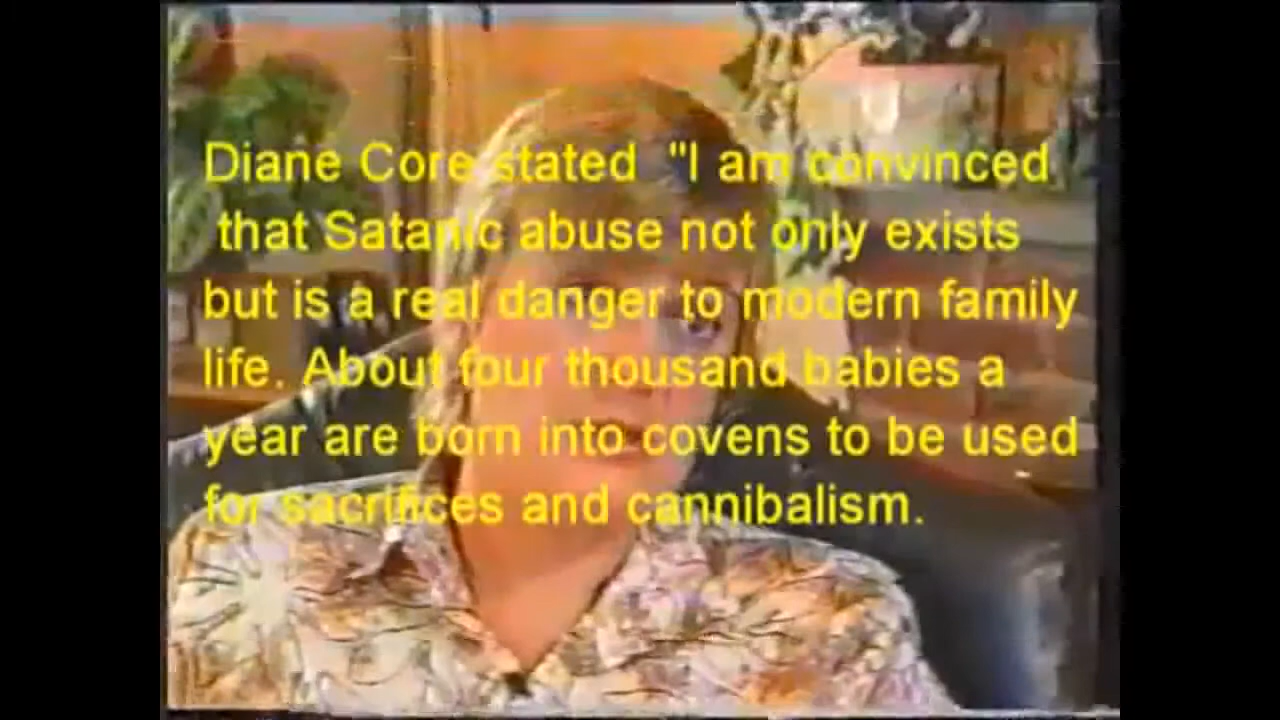 Diane Core stated  "I am convinced
that Satanic abuse not only exists
but is a real danger to modern family
life. About four thousand babies a
year are born into covens to be used
for sacrifices and cannibalism.